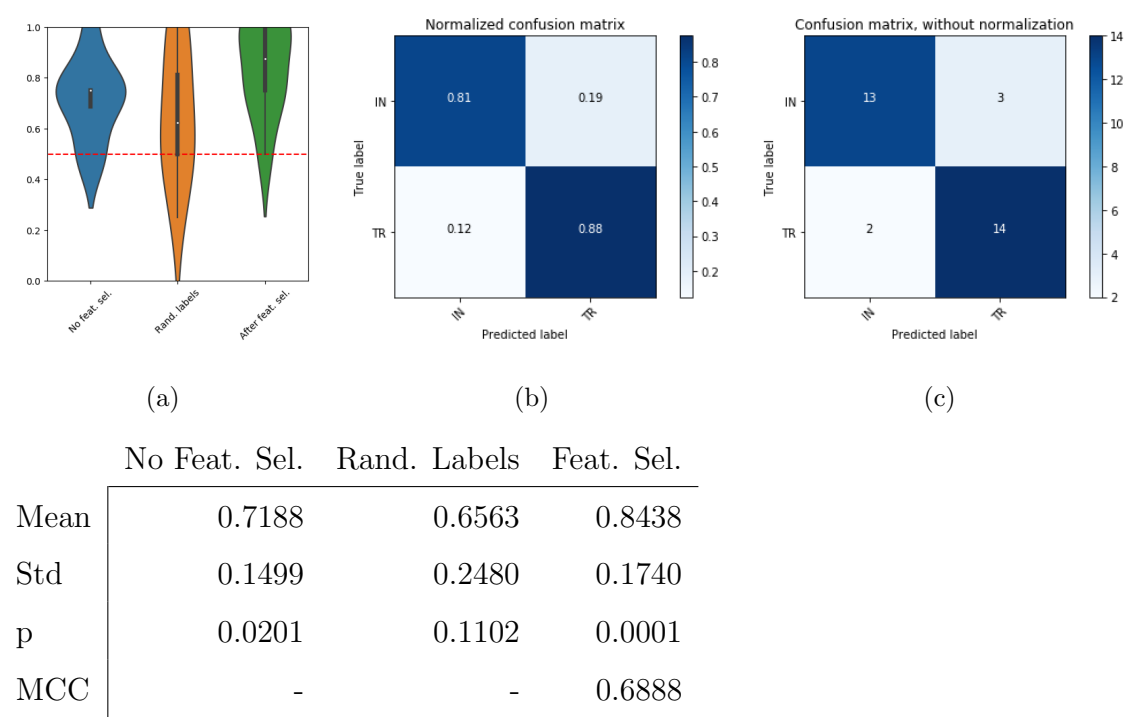 1.0
0.8
0.6
0.4
0.2
0.0
No feat. sel.
Rand. labels
After feat. sel.
(a)
Normalized confusion matrix
True label
IN
0.81 0.19
TR
0.12 0.88
IN TR
Predicted label
0.8
0.7
0.6
0.5
0.4
0.3
0.2
(b)
Confusion matrix, without normalization
True label
IN
13 3
TR
2 14
IN TR
Predicted label
14
12
10
8
6
4
2
(c)
No Feat. Sel. Rand. Labels Feat. Sel.
Mean 0.7188 0.6563 0.8438
Std 0.1499 0.2480 0.1740
p 0.0201 0.1102 0.0001
MCC - - 0.6888